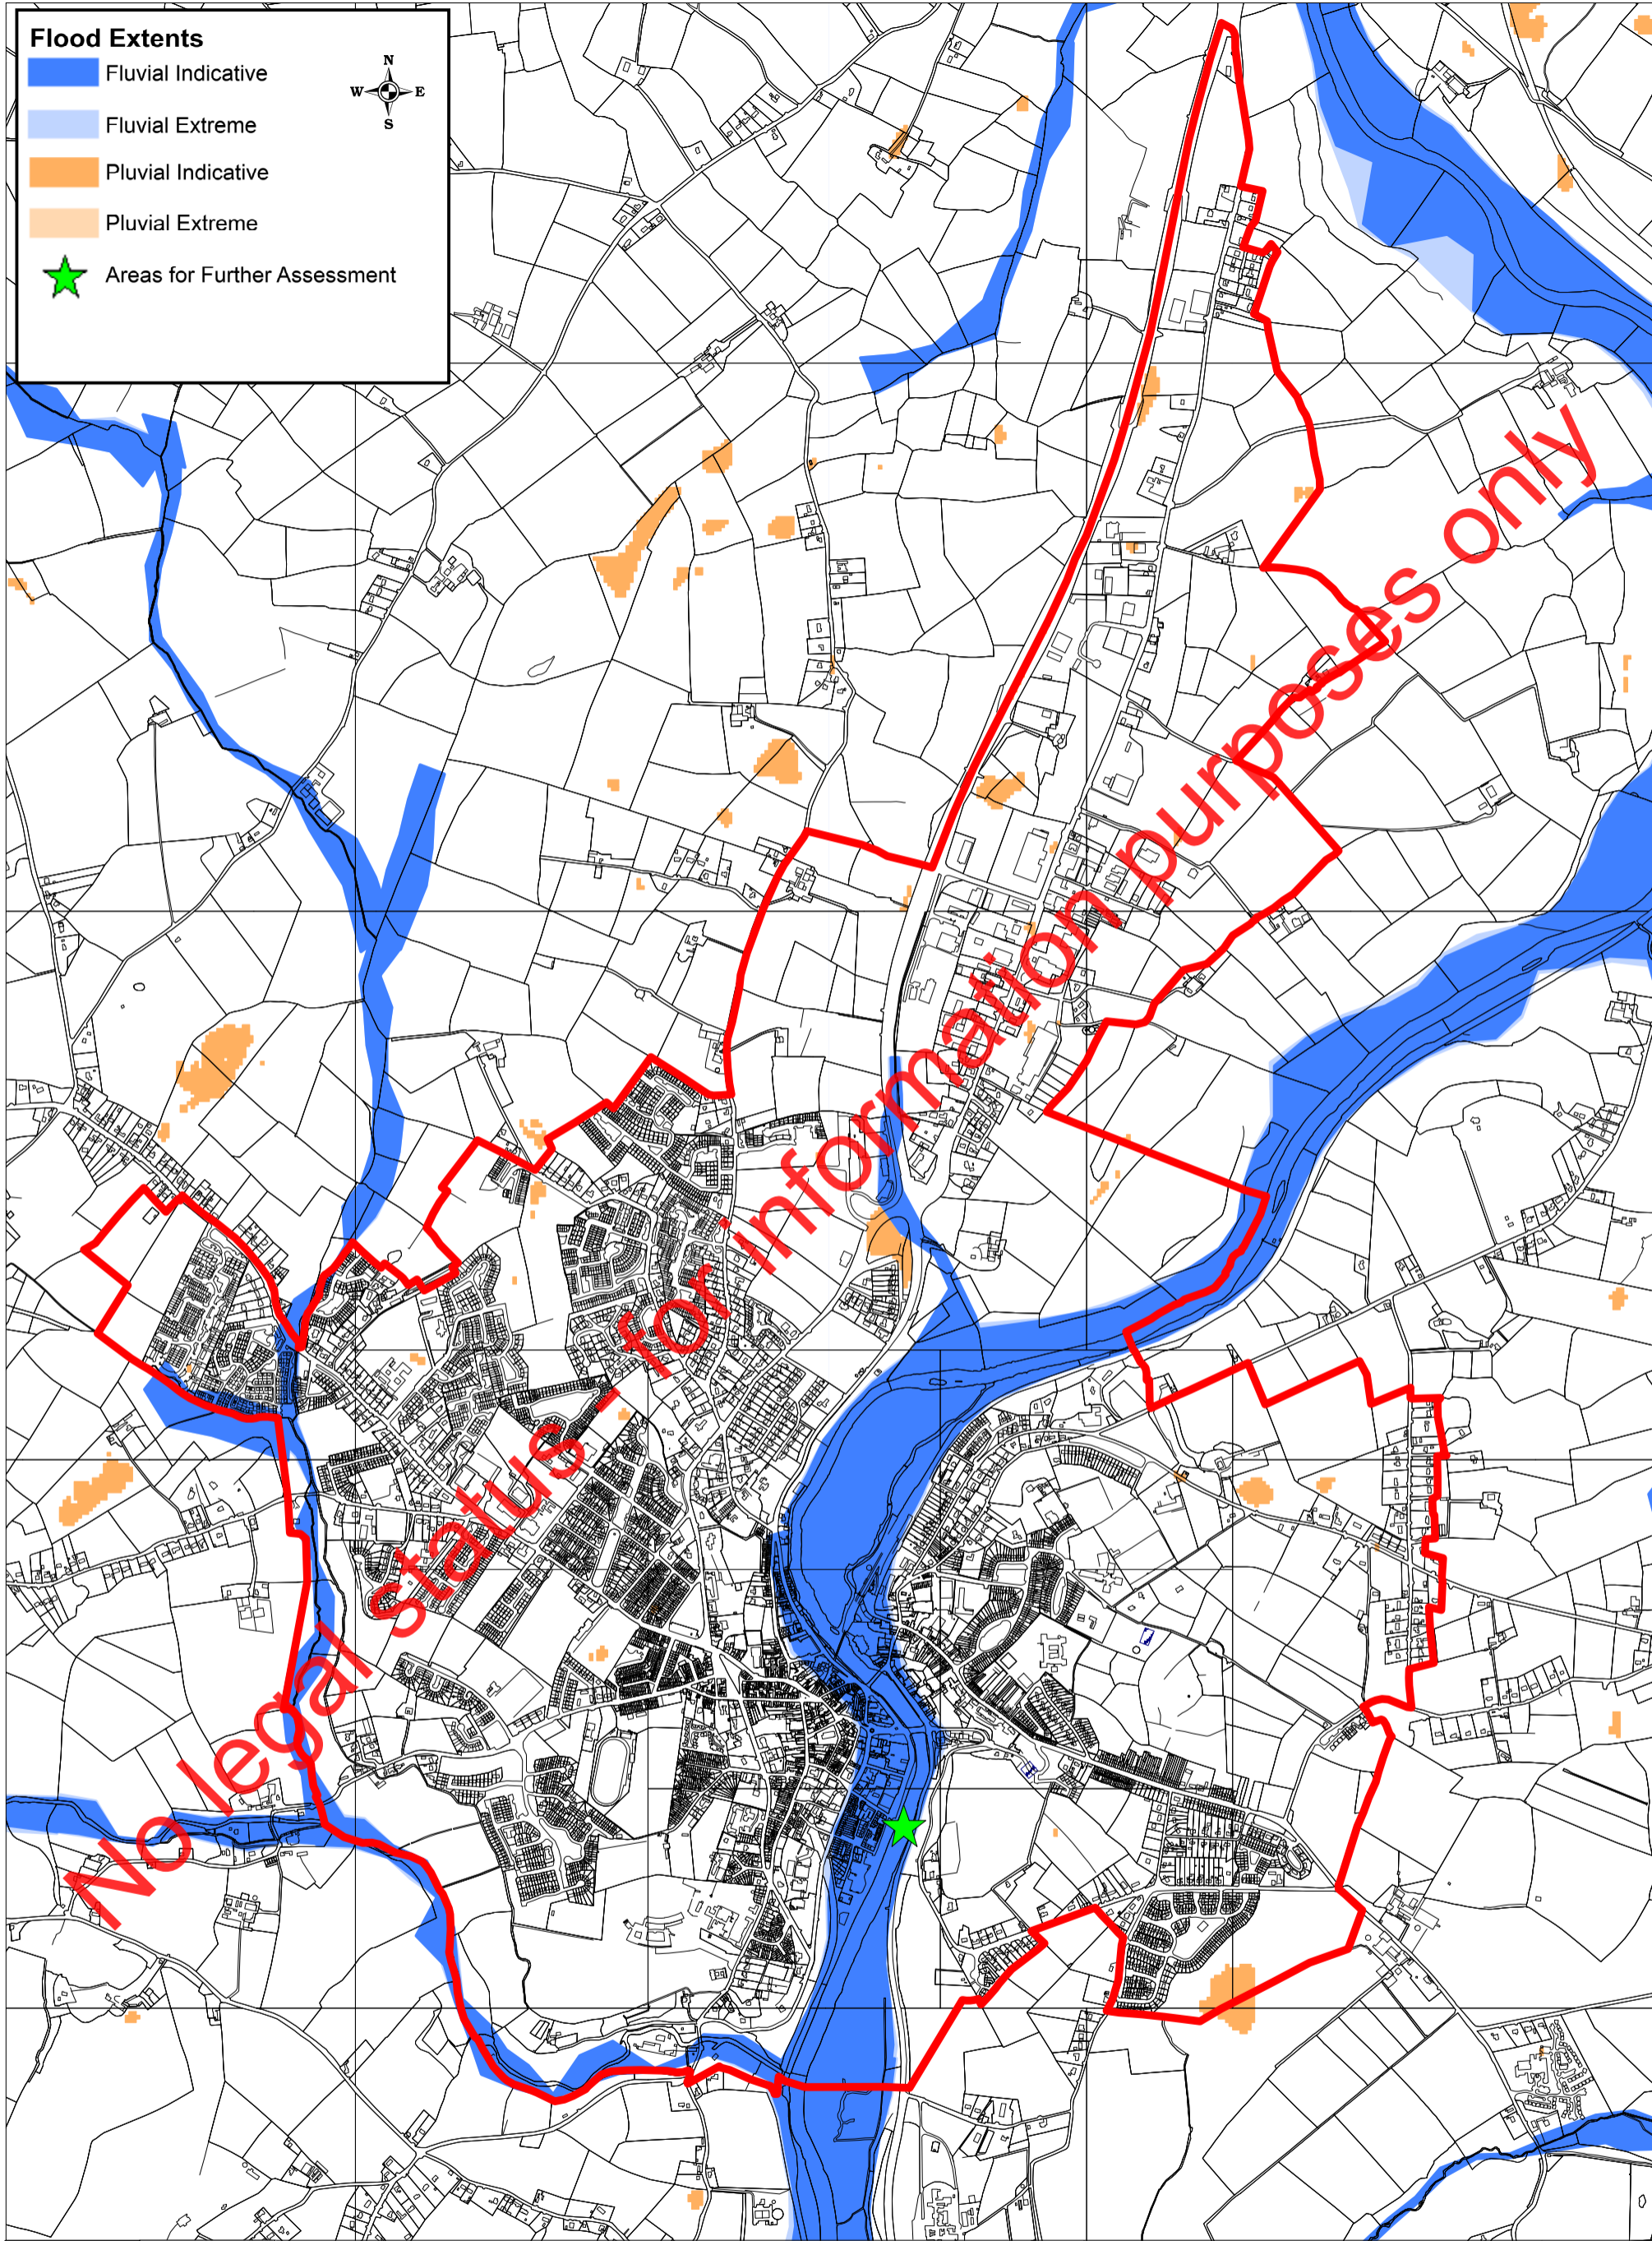 Flood Extents
Fluvial Indicative
Fluvial Extreme
Pluvial Indicative
Pluvial Extreme
Areas for Further Assessment
N
W E
S
No legal status - for information purposes only